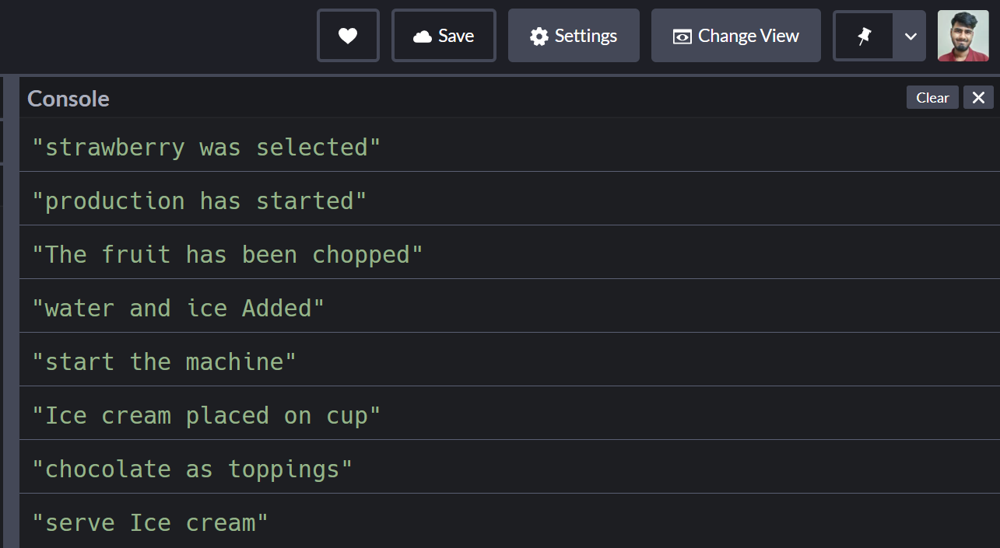 Save
Settings
Change View
Console
Clear
"strawberry was selected"
"production has started"
"The fruit has been chopped"
"water and ice Added"
"start the machine"
"Ice cream placed on cup"
"chocolate as toppings"
"serve Ice cream"